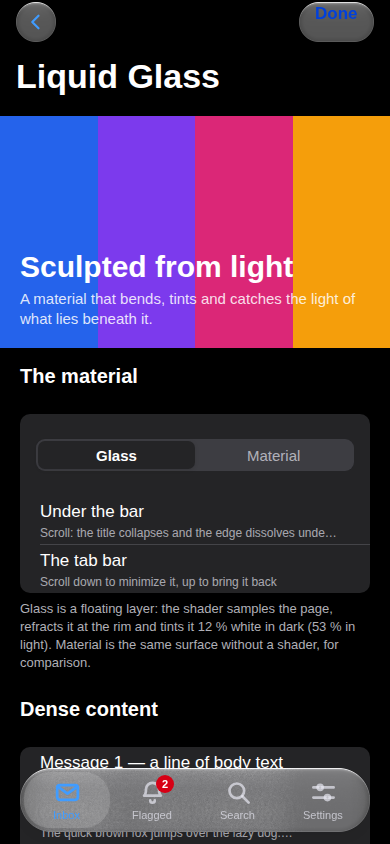 Done
Liquid Glass
Sculpted from light
A material that bends, tints and catches the light of
what lies beneath it.
The material
Glass
Material
Under the bar
Scroll: the title collapses and the edge dissolves unde…
The tab bar
Scroll down to minimize it, up to bring it back
Glass is a floating layer: the shader samples the page,
refracts it at the rim and tints it 12 % white in dark (53 % in
light). Material is the same surface without a shader, for
comparison.
Dense content
Message 1 — a line of body text
2
Flagged
Search
Settings
The quick brown fox jumps over the lazy dog.…